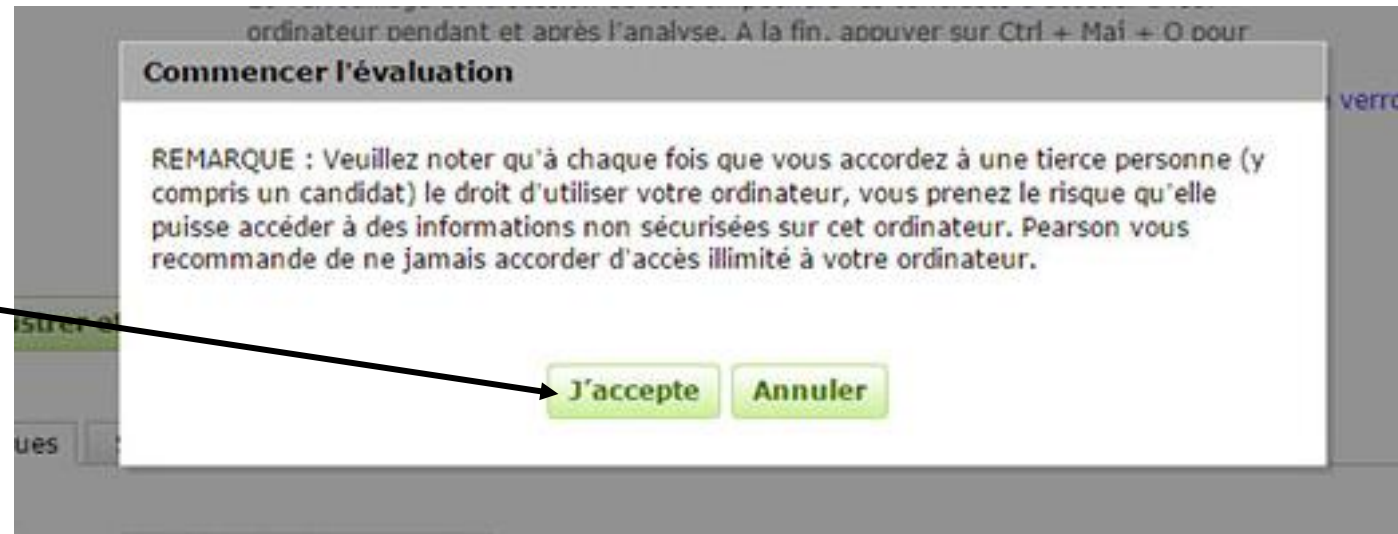 ordinateur pendant et après l'analyse. A la fin, appuyer sur Ctrl + Maj + Q pour
Commencer l'évaluation
verro
REMARQUE : Veuillez noter qu'à chaque fois que vous accordez à une tierce personne (y
compris un candidat) le droit d'utiliser votre ordinateur, vous prenez le risque qu'elle
puisse accéder à des informations non sécurisées sur cet ordinateur. Pearson vous
recommande de ne jamais accorder d'accès illimité à votre ordinateur.
J'accepte Annuler
ues